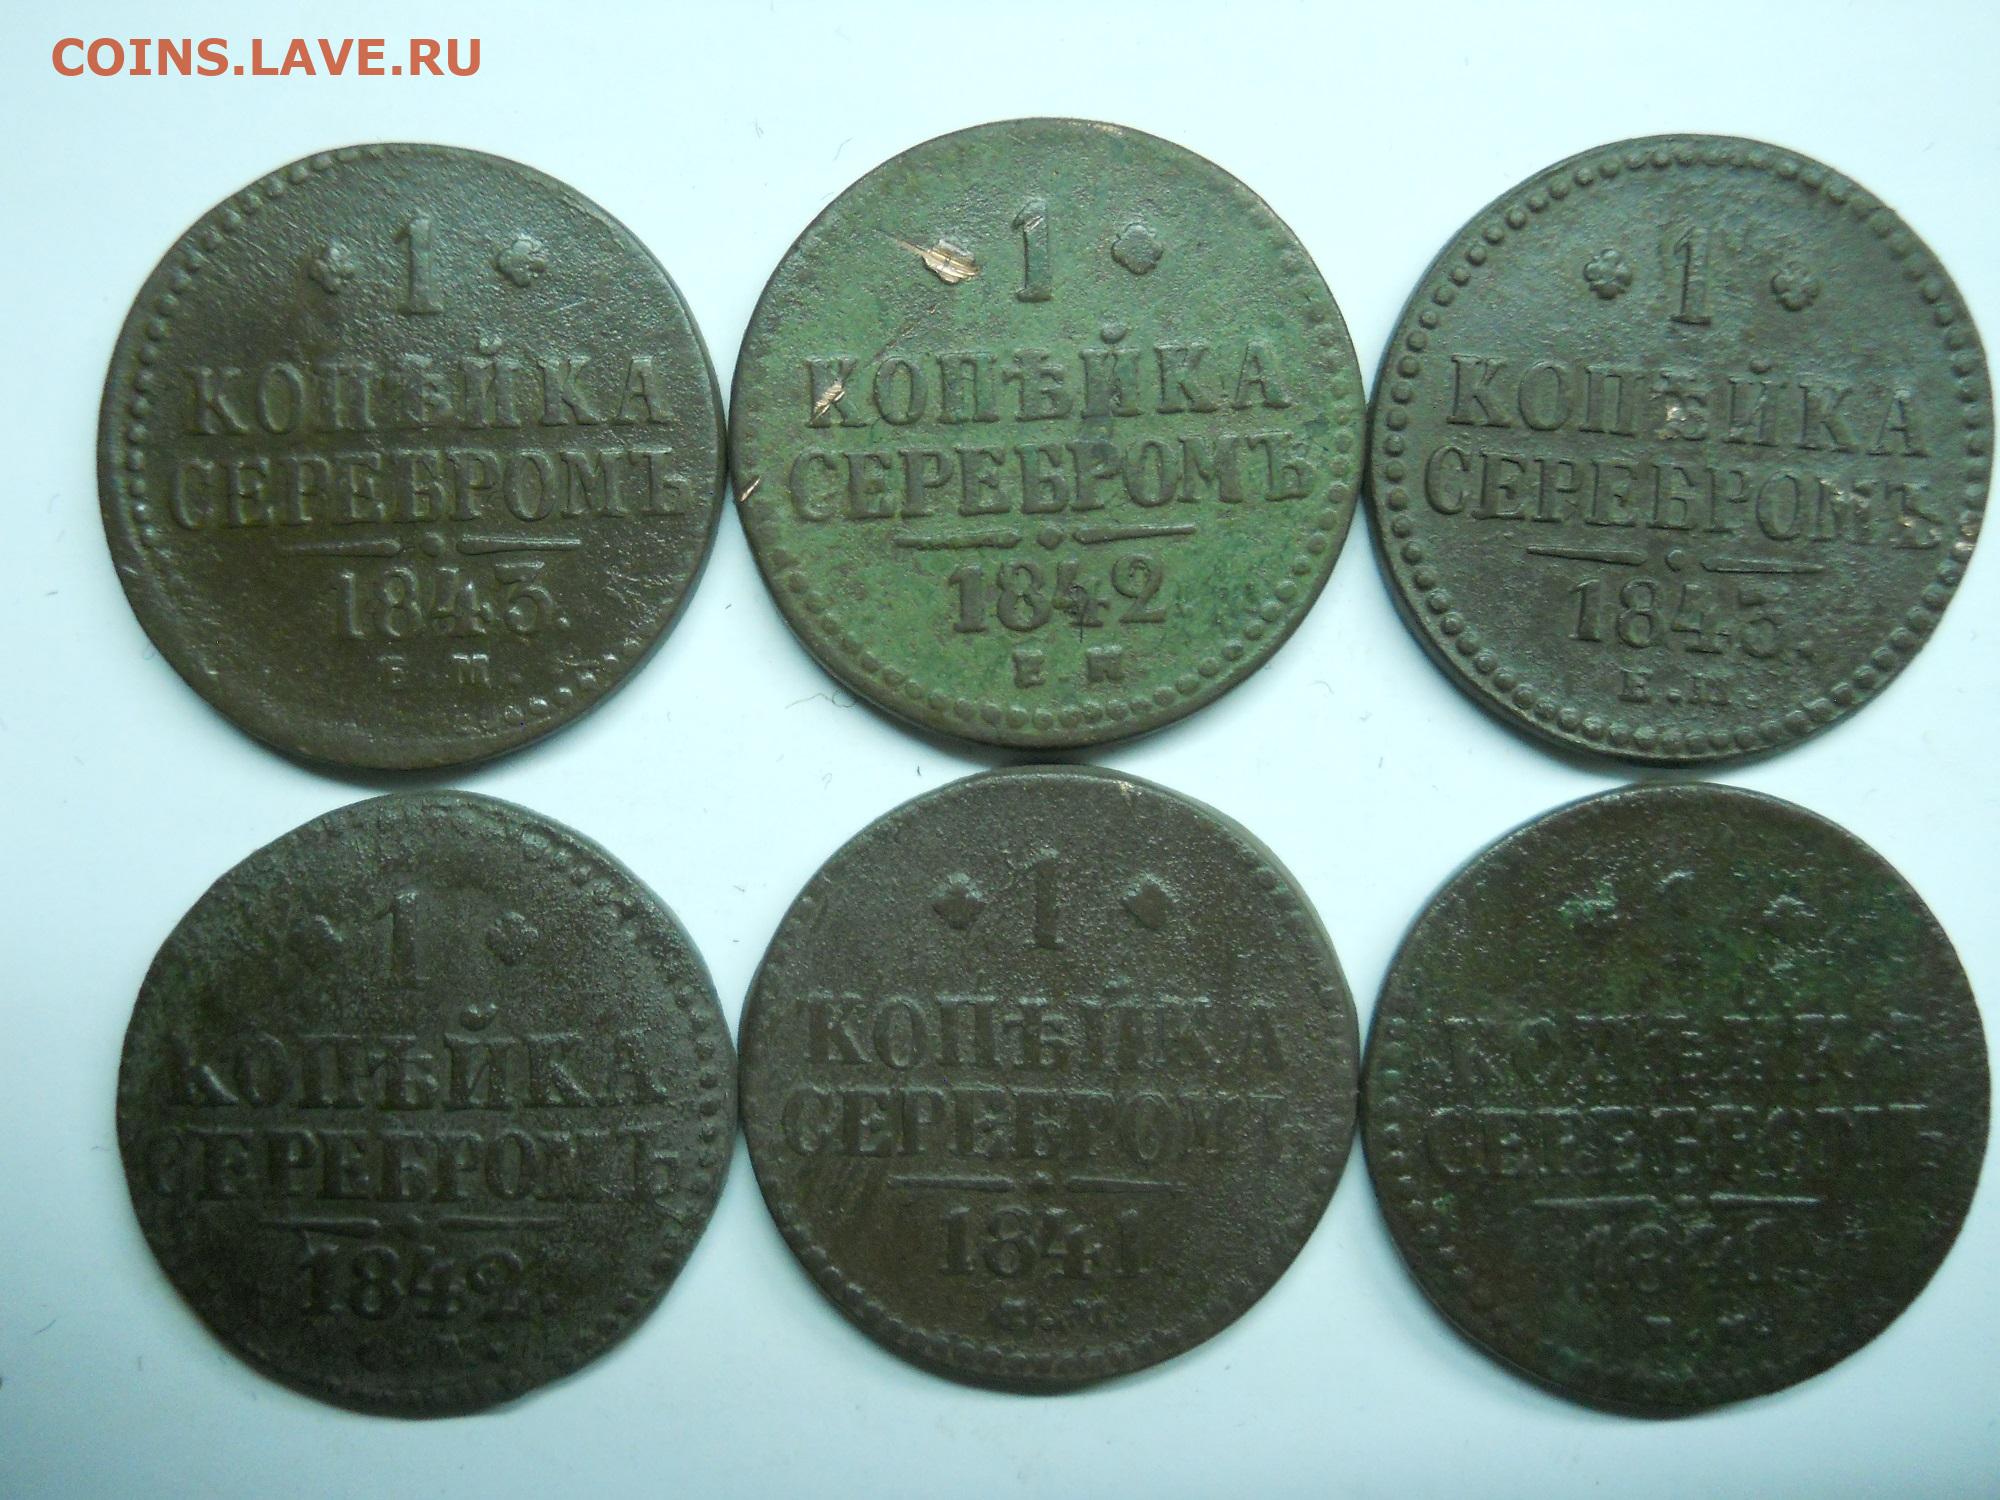 COINS.LAVE.RU
1
КОПѢЙКА
СЕРЕБРОМЪ
1843.
Е.М.
1
КОПѢЙКА
СЕРЕБРОМЪ
1842
Е.М
1
КОПѢЙКА
СЕРЕБРОМЪ
1843.
Е.М.
1
КОПѢЙКА
СЕРЕБРОМЪ
1842.
1
КОПѢЙКА
СЕРЕБРОМЪ
1841.
КОПѢЙКА
СЕРЕБРОМЪ